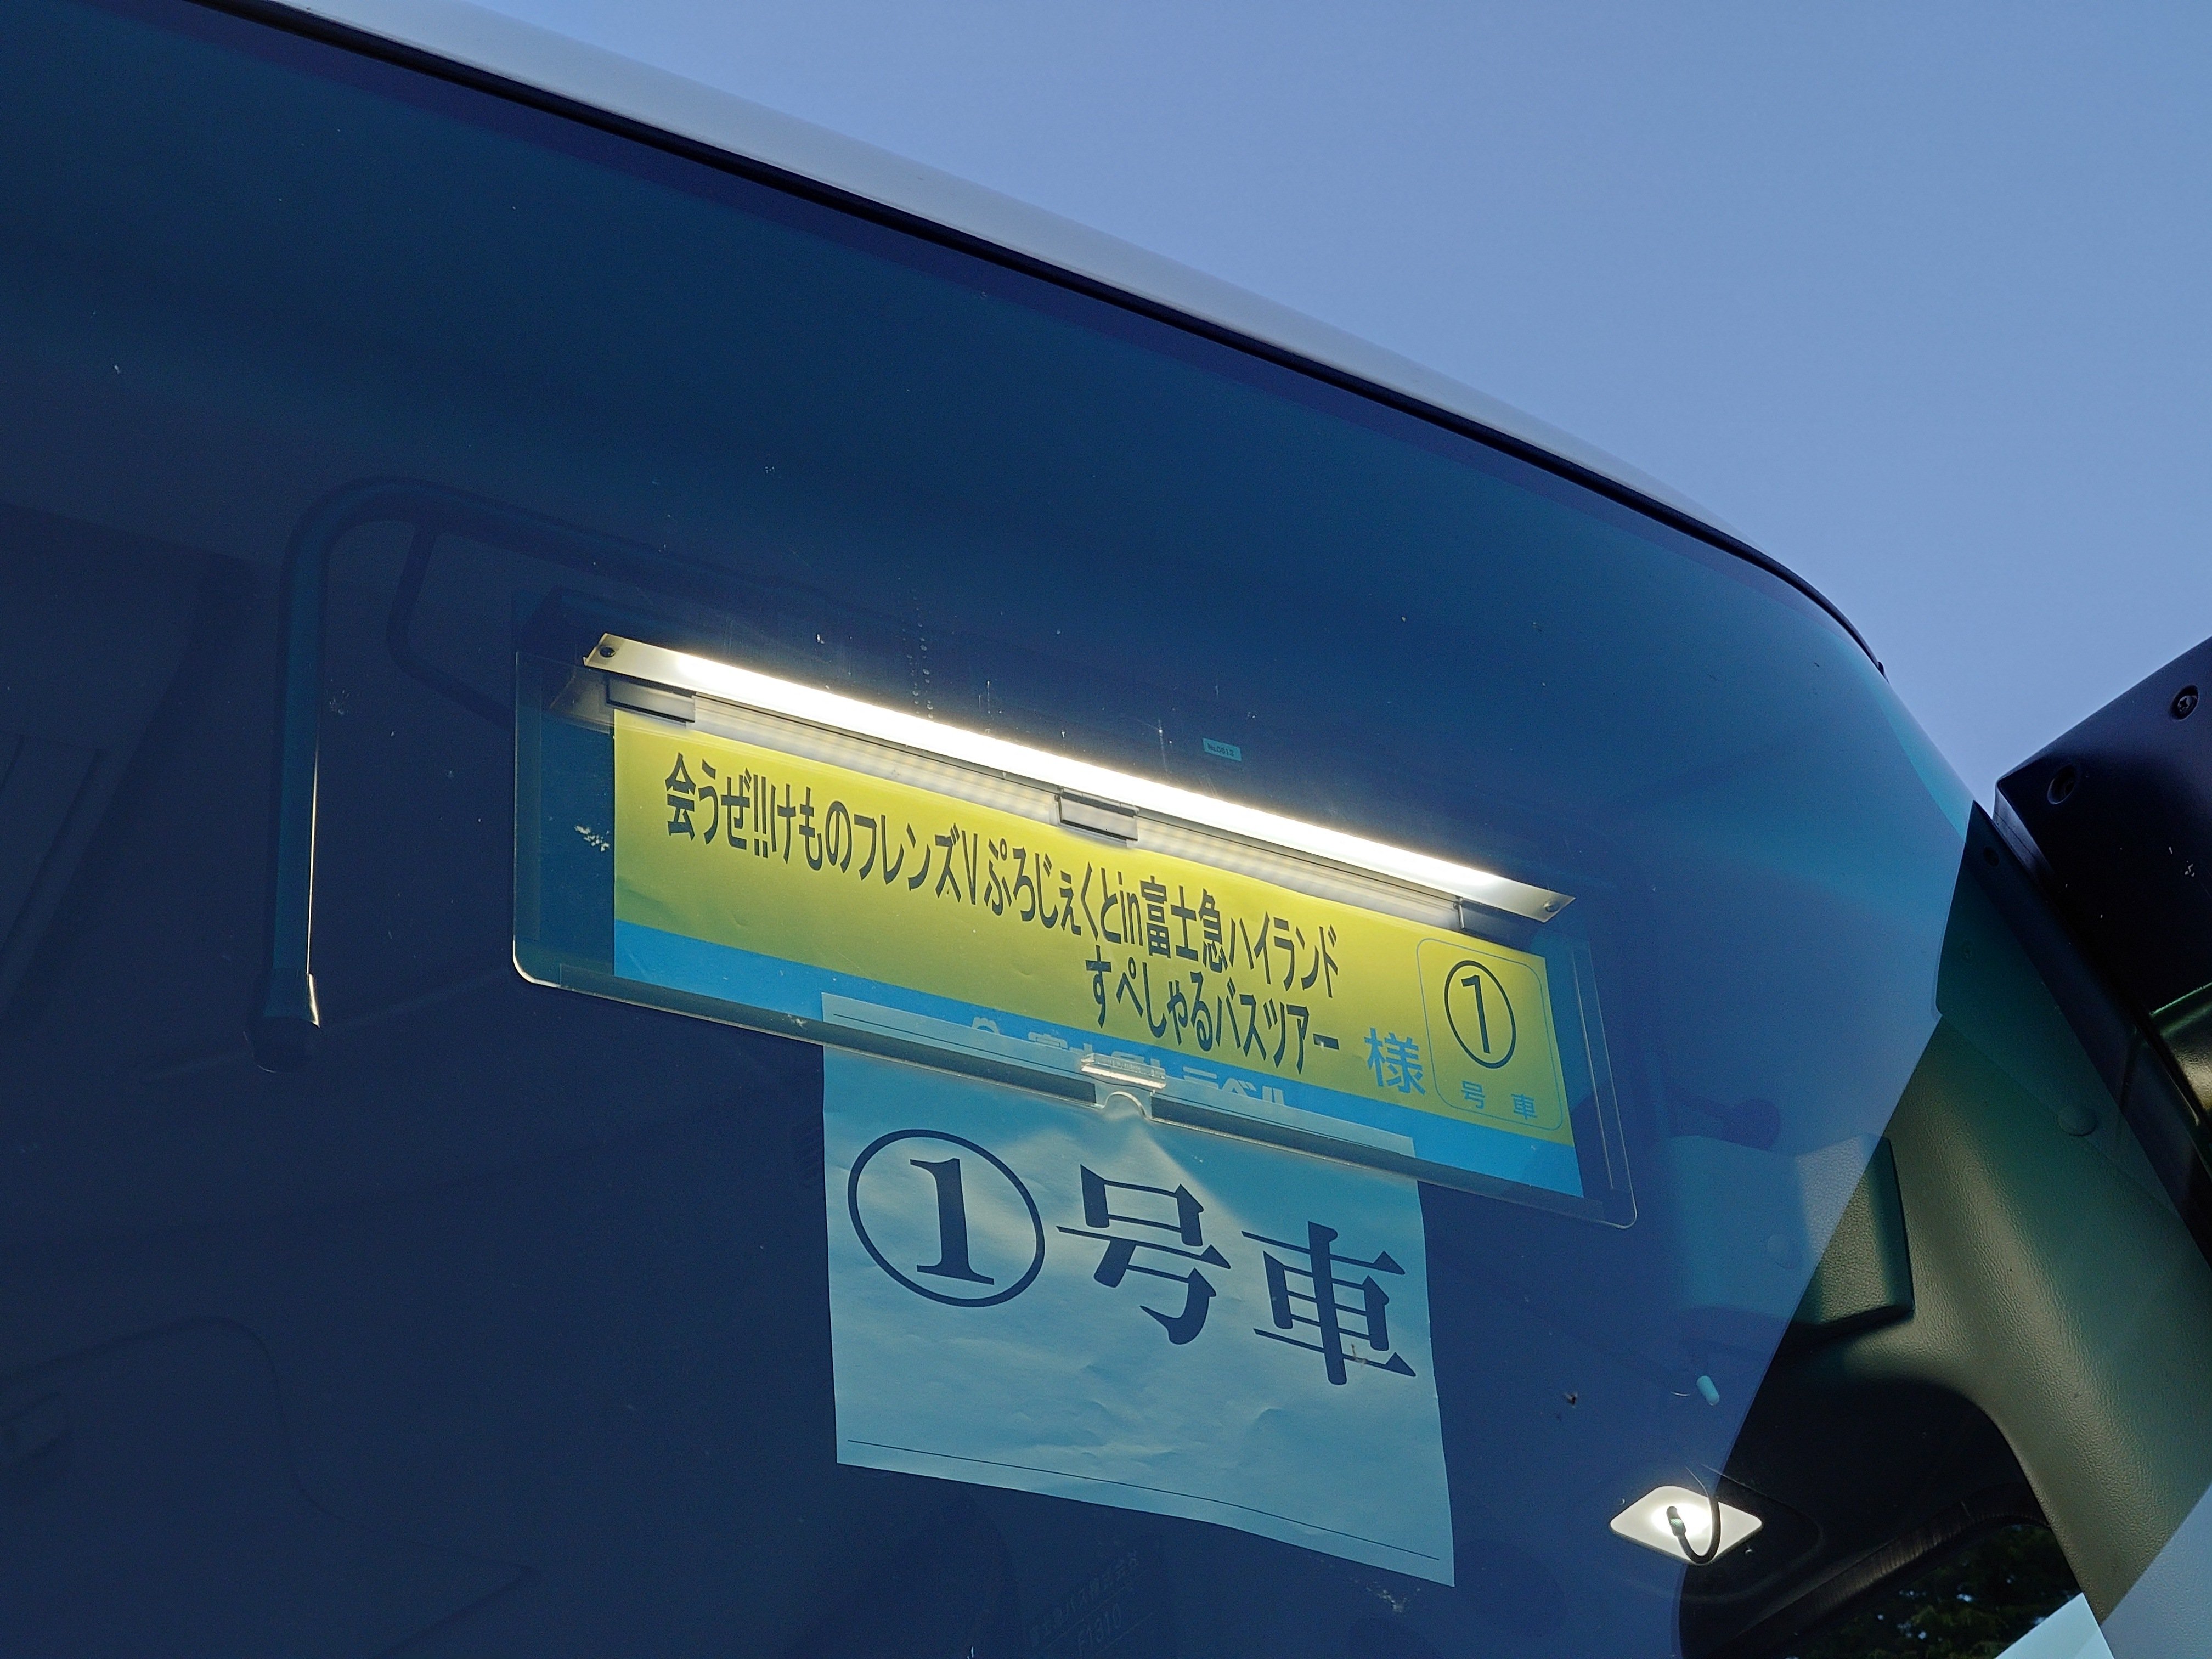 会うぜ!!!けものフレンズVぷろじぇくとin富士急ハイランド
すぺしゃるバスツアー 様
①
号車
①号車
№0613
F1310